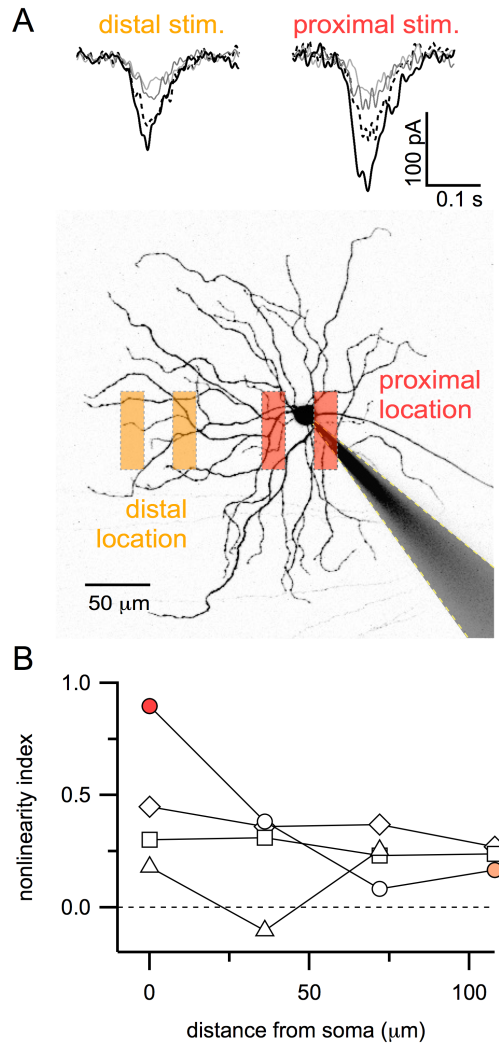 A
distal stim.
proximal stim.
100 pA
0.1 s
proximal
location
distal
location
50 μm
B
1.0
0.5
0.0
nonlinearity index
0
50
100
distance from soma (μm)